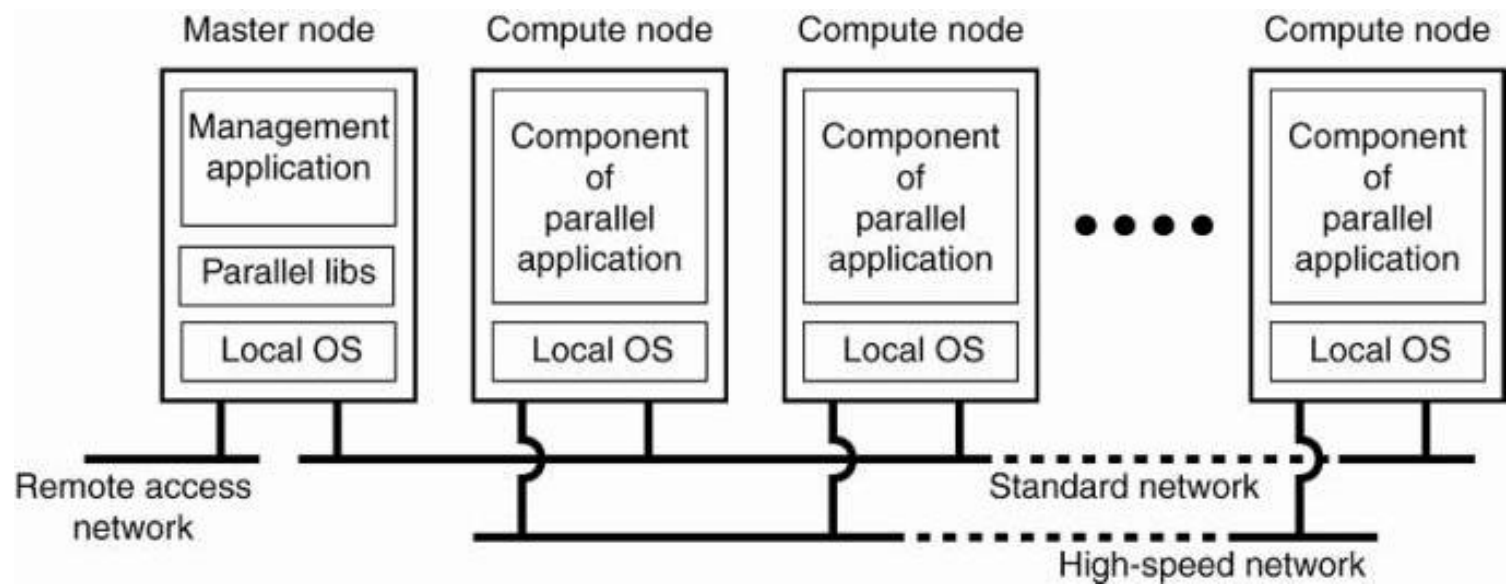 Master node
Compute node
Compute node
Compute node
Management
application
Parallel libs
Local OS
Component
of
parallel
application
Local OS
Component
of
parallel
application
Local OS
Component
of
parallel
application
Local OS
Remote access
network
Standard network
High-speed network